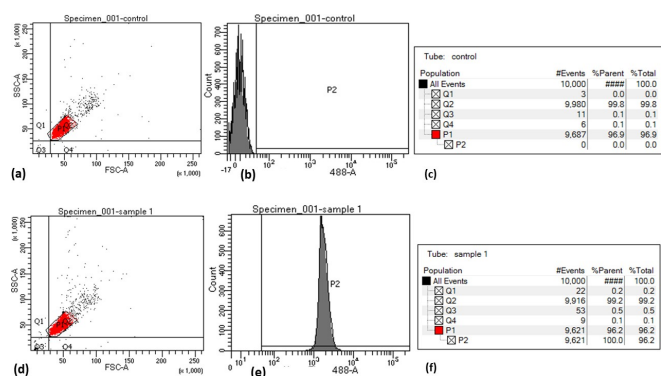 Specimen_001-control
SSC-A
(x 1,000)
50 100 150 200 250
Q1
Q3 Q4
50 100 150 200 250
FSC-A
(x 1,000)
(a)
Specimen_001-control
Count
0 100 200 300 400 500 600 700
P2
-17 0 10² 10³ 10⁴ 10⁵
488-A
(b)
Tube: control
Population #Events %Parent %Total
All Events 10,000 #### 100.0
Q1 3 0.0 0.0
Q2 9,980 99.8 99.8
Q3 11 0.1 0.1
Q4 6 0.1 0.1
P1 9,687 96.9 96.9
P2 0 0.0 0.0
(c)
Specimen_001-sample 1
SSC-A
(x 1,000)
50 100 150 200 250
Q1
Q3 Q4
50 100 150 200 250
FSC-A
(x 1,000)
(d)
Specimen_001-sample 1
Count
0 100 200 300 400 500 600
P2
0 10¹ 10² 10³ 10⁴ 10⁵
488-A
(e)
Tube: sample 1
Population #Events %Parent %Total
All Events 10,000 #### 100.0
Q1 22 0.2 0.2
Q2 9,916 99.2 99.2
Q3 53 0.5 0.5
Q4 9 0.1 0.1
P1 9,621 96.2 96.2
P2 9,621 100.0 96.2
(f)